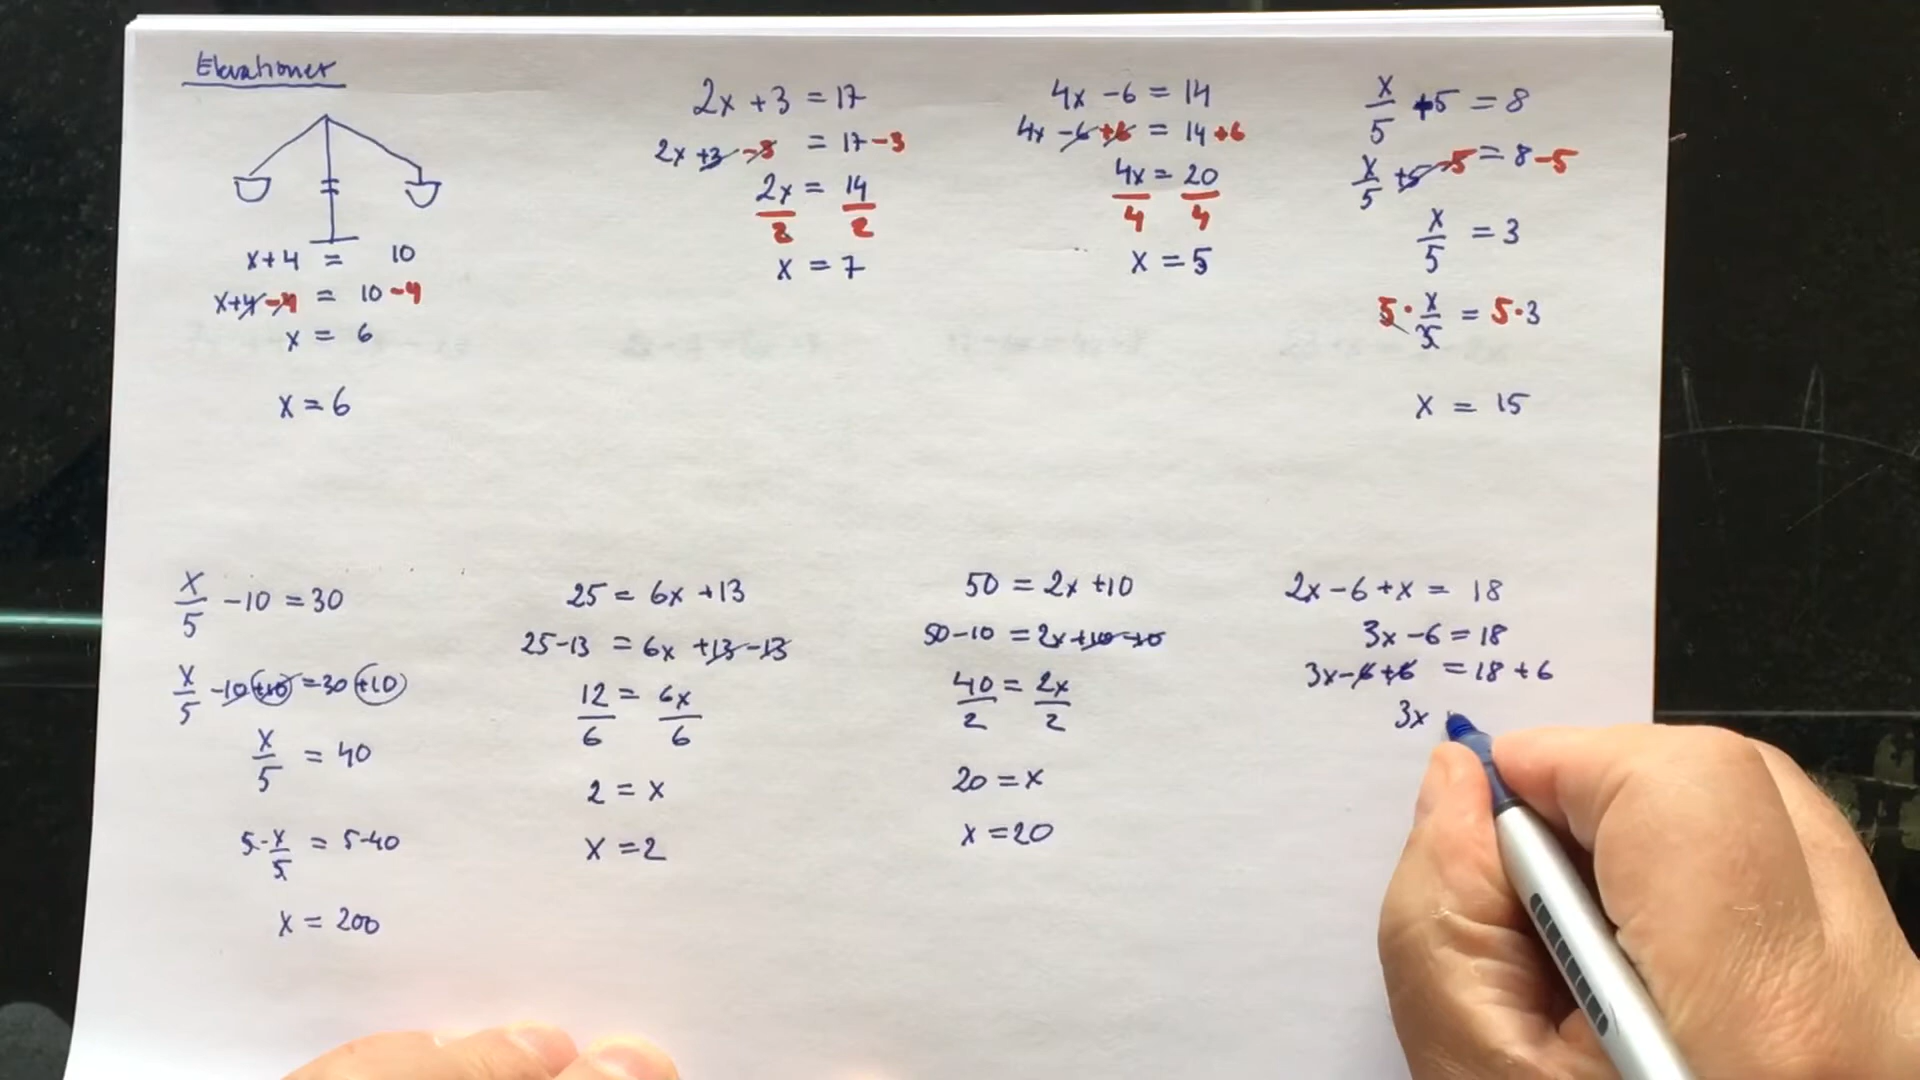 Ekvationer
x+4 = 10
x+4-4 = 10-4
x = 6
x = 6
2x +3 = 17
2x +3 -3 = 17-3
2x = 14
2 2
x = 7
4x -6 = 14
4x -6+6 = 14+6
4x = 20
4 4
x = 5
x/5 +5 = 8
x/5 +5 -5 = 8-5
x/5 = 3
5·x/5 = 5·3
x = 15
x/5 -10 = 30
x/5 -10+10 = 30+10
x/5 = 40
5·x/5 = 5·40
x = 200
25 = 6x +13
25-13 = 6x +13-13
12/6 = 6x/6
2 = x
x = 2
50 = 2x +10
50-10 = 2x+10-10
40/2 = 2x/2
20 = x
x = 20
2x-6+x = 18
3x-6 = 18
3x-6+6 = 18+6
3x